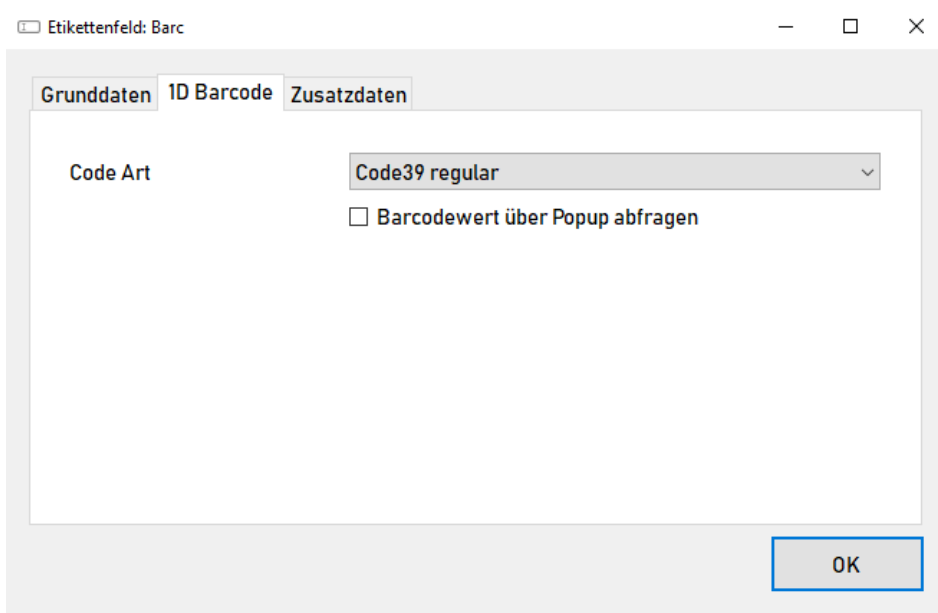 Etikettenfeld: Barc
Grunddaten 1D Barcode Zusatzdaten
Code Art Code39 regular
Barcodewert über Popup abfragen
OK